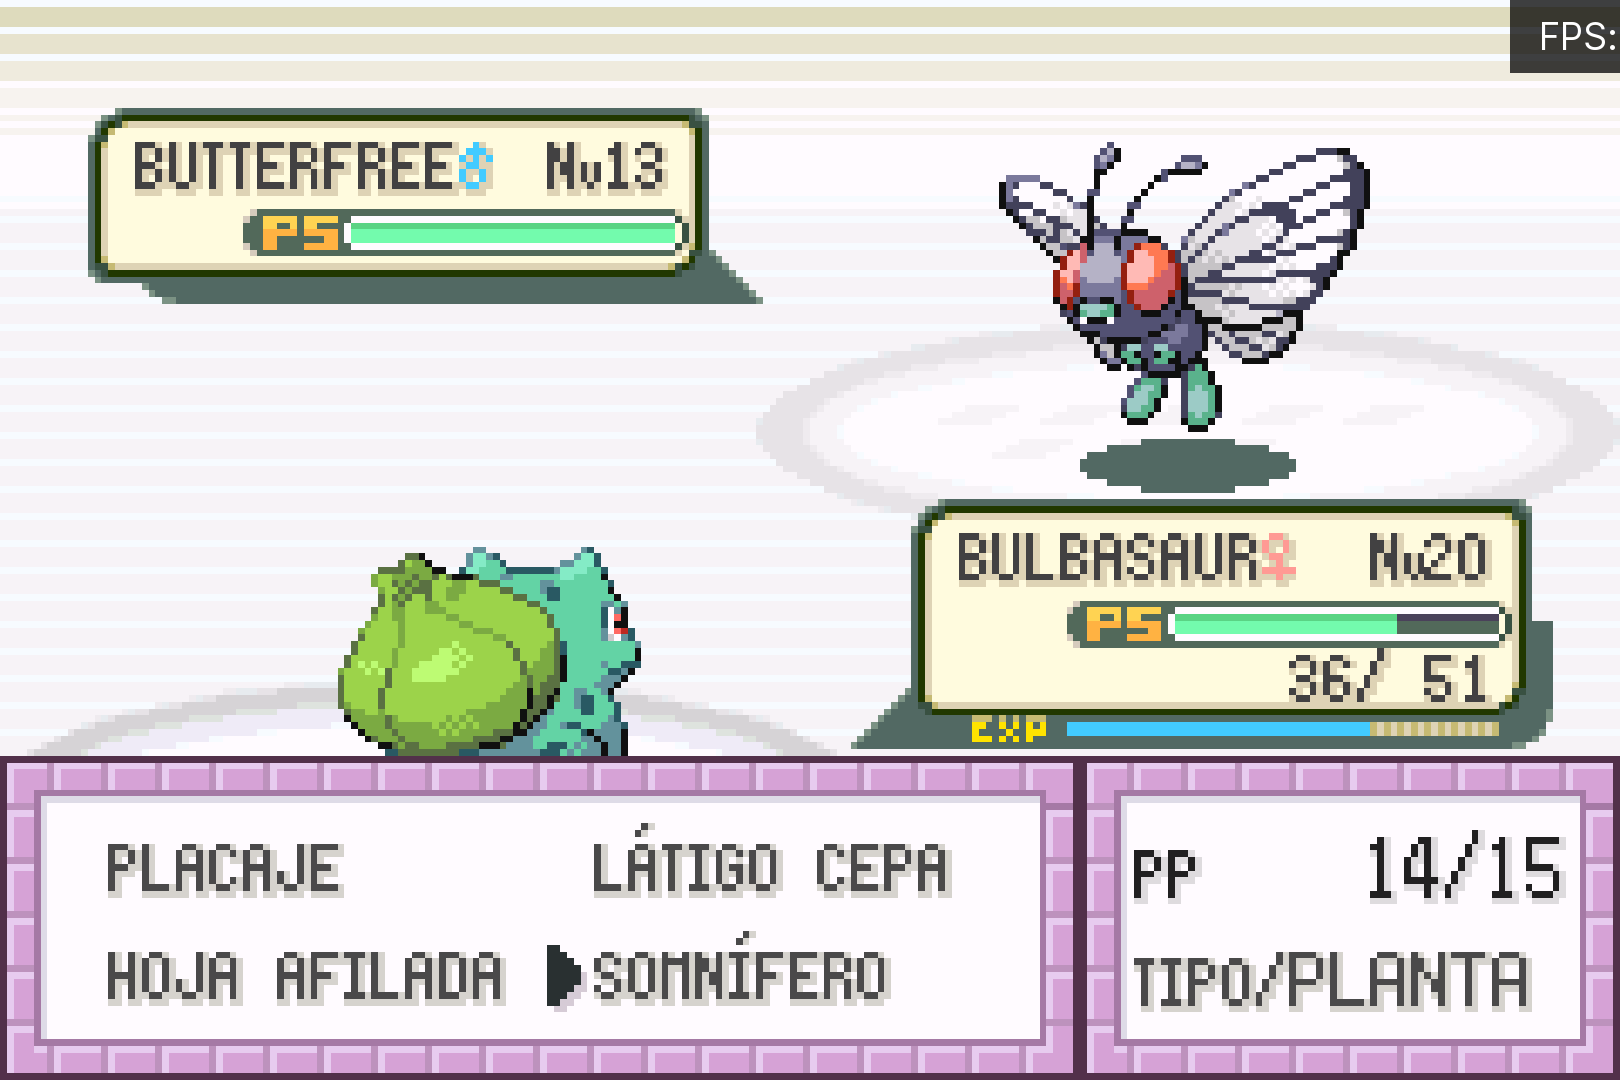 FPS:
BUTTERFREE♂ Nv13
PS
BULBASAUR♀ Nv20
PS
36/ 51
EXP
PLACAJE LÁTIGO CEPA
HOJA AFILADA SOMNÍFERO
PP 14/15
TIPO/PLANTA